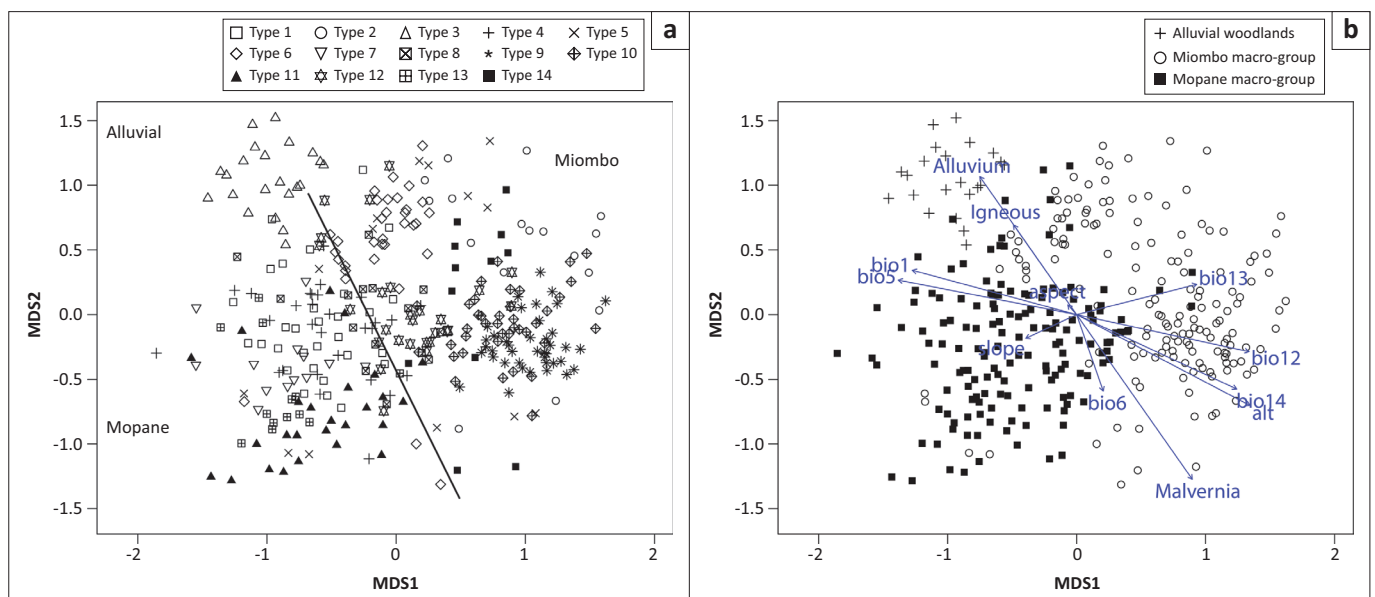 a
Type 1 Type 2 Type 3 Type 4 Type 5
Type 6 Type 7 Type 8 Type 9 Type 10
Type 11 Type 12 Type 13 Type 14
Alluvial
Miombo
Mopane
1.5
1.0
0.5
0.0
-0.5
-1.0
-1.5
MDS2
-2 -1 0 1 2
MDS1
b
Alluvial woodlands
Miombo macro-group
Mopane macro-group
1.5
1.0
0.5
0.0
-0.5
-1.0
-1.5
MDS2
Alluvium
Igneous
bio1
bio5
aspect
bio13
slope
bio12
bio6
bio14
alt
Malvernia
-2 -1 0 1 2
MDS1